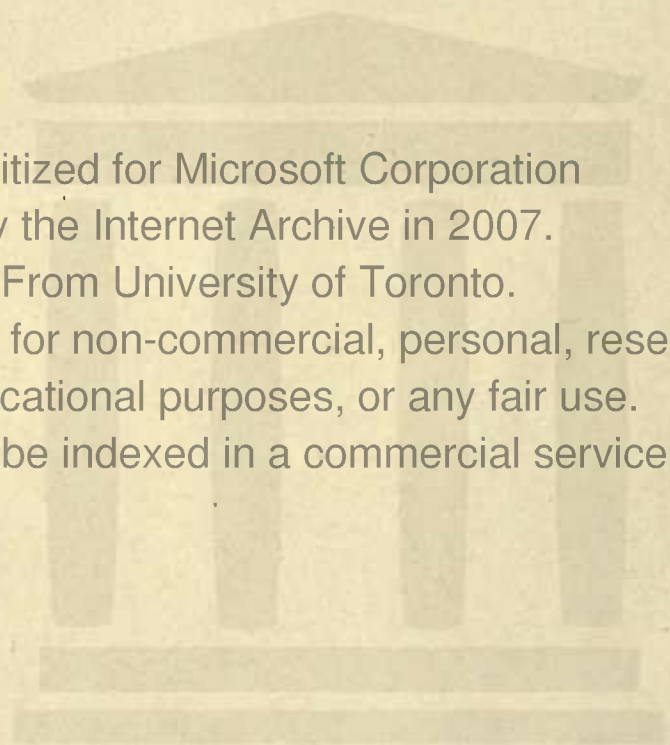 itized for Microsoft Corporation
y the Internet Archive in 2007.
From University of Toronto.
for non-commercial, personal, rese
cational purposes, or any fair use.
be indexed in a commercial service